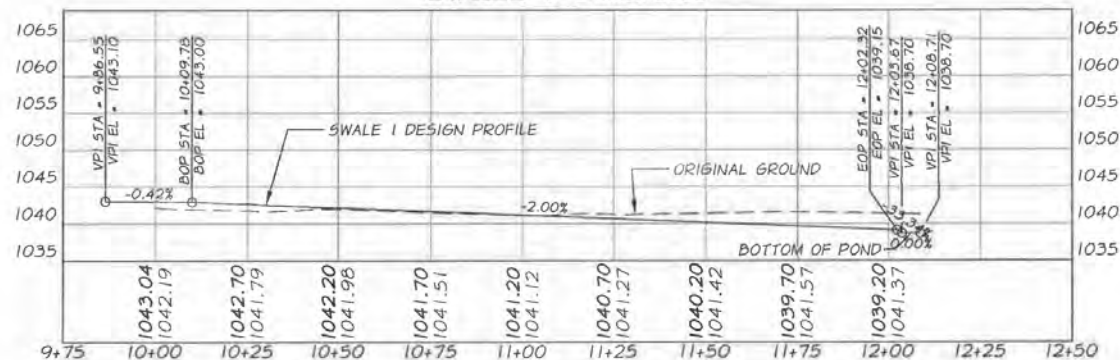 1065
1060
1055
1050
1045
1040
1035
VPI STA = 9+86.55
VPI EL = 1043.10
BOP STA = 10+09.78
BOP EL = 1043.00
SWALE 1 DESIGN PROFILE
ORIGINAL GROUND
-0.42%
-2.00%
BOTTOM OF POND
EOP STA = 12+02.32
EOP EL = 1039.15
VPI STA = 12+03.67
VPI EL = 1038.70
VPI STA = 12+08.71
VPI EL = 1038.70
-33.34%
0.00%
1065
1060
1055
1050
1045
1040
1035
1043.04
1042.19
1042.70
1041.79
1042.20
1041.98
1041.70
1041.51
1041.20
1041.12
1040.70
1041.27
1040.20
1041.42
1039.70
1041.57
1039.20
1041.37
9+75 10+00 10+25 10+50 10+75 11+00 11+25 11+50 11+75 12+00 12+25 12+50